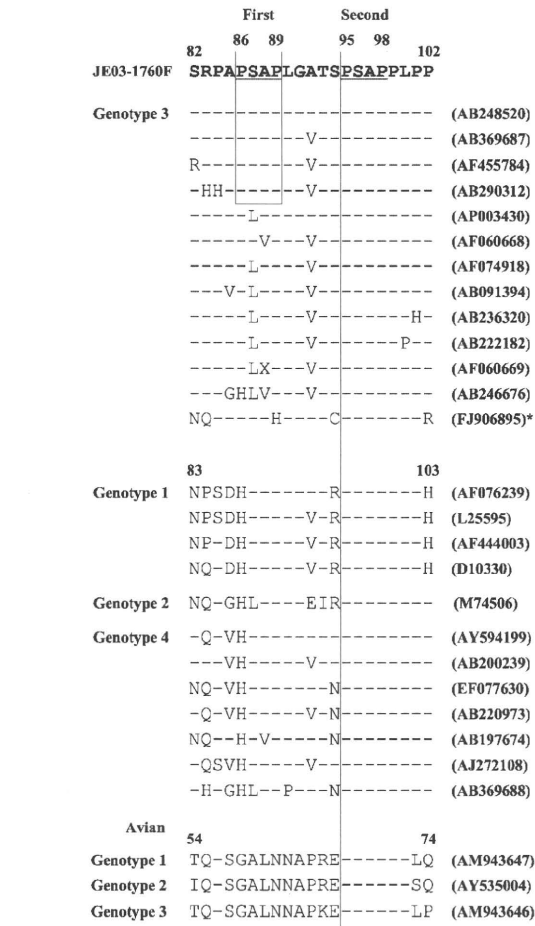 First Second
86 89 95 98
82 102
JE03-1760F SRPAPSAPLGATSPSAPPLPP
Genotype 3 --------------------- (AB248520)
----------V---------- (AB369687)
R---------V---------- (AF455784)
-HH-------V---------- (AB290312)
-----L--------------- (AP003430)
------V---V---------- (AF060668)
-----L----V---------- (AF074918)
---V-L----V---------- (AB091394)
-----L----V--------H- (AB236320)
-----L----V-------P-- (AB222182)
-----LX---V---------- (AF060669)
---GHLV---V---------- (AB246676)
NQ-----H----C-------R (FJ906895)*
83 103
Genotype 1 NPSDH-------R-------H (AF076239)
NPSDH-----V-R-------H (L25595)
NP-DH-----V-R-------H (AF444003)
NQ-DH-----V-R-------H (D10330)
Genotype 2 NQ-GHL----EIR-------- (M74506)
Genotype 4 -Q-VH---------------- (AY594199)
---VH-----V---------- (AB200239)
NQ-VH-------N-------- (EF077630)
-Q-VH-----V-N-------- (AB220973)
NQ--H-V-----N-------- (AB197674)
-QSVH-----V---------- (AJ272108)
-H-GHL--P---N-------- (AB369688)
Avian
54 74
Genotype 1 TQ-SGALNNAPRE------LQ (AM943647)
Genotype 2 IQ-SGALNNAPRE------SQ (AY535004)
Genotype 3 TQ-SGALNNAPKE------LP (AM943646)